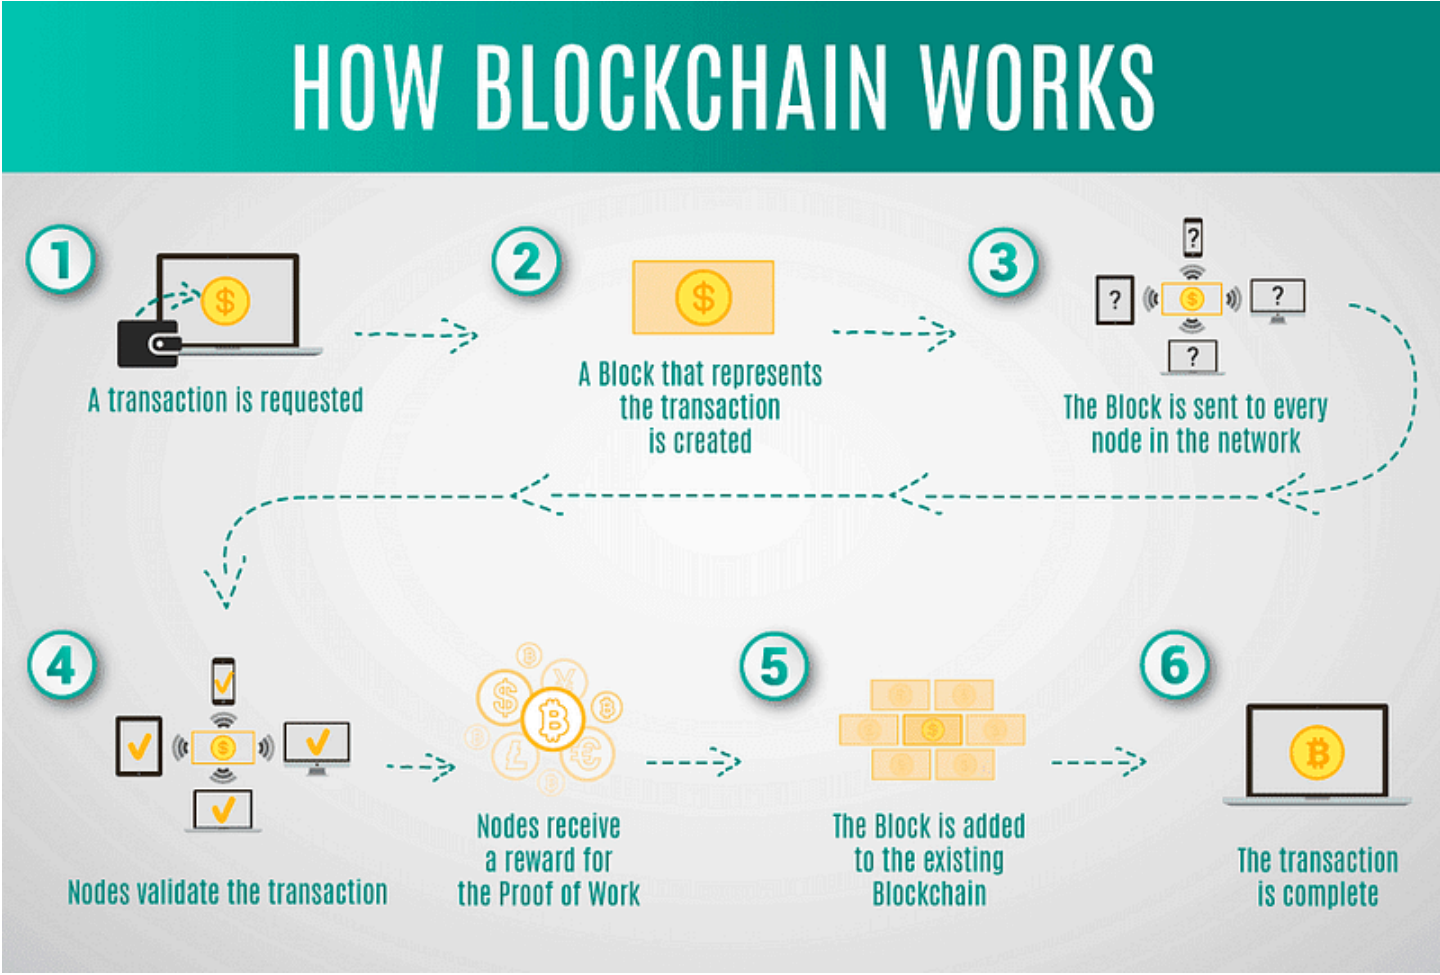 HOW BLOCKCHAIN WORKS
1
$
A transaction is requested
2
$
A Block that represents
the transaction
is created
3
?
?
$
?
?
The Block is sent to every
node in the network
4
$
Nodes validate the transaction
$
¥
₿
₿
₿
Ł
€
₿
Nodes receive
a reward for
the Proof of Work
5
$
The Block is added
to the existing
Blockchain
6
₿
The transaction
is complete